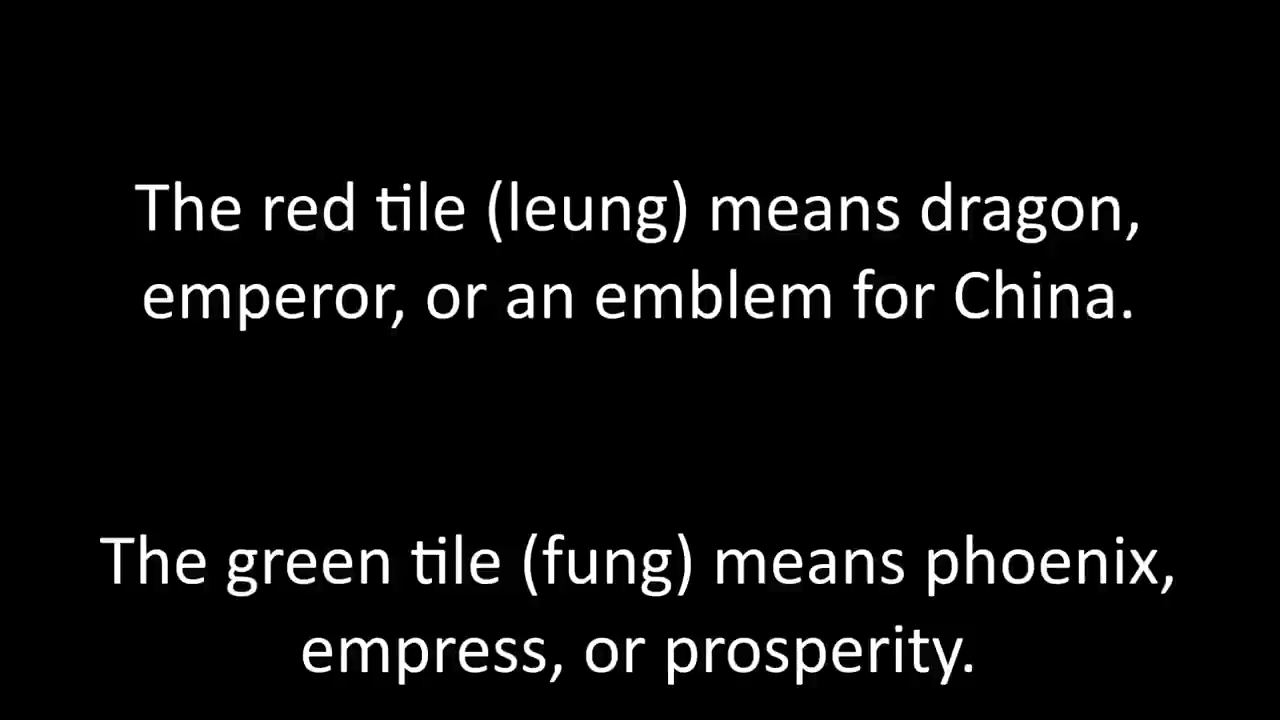 The red tile (leung) means dragon,
emperor, or an emblem for China.
The green tile (fung) means phoenix,
empress, or prosperity.